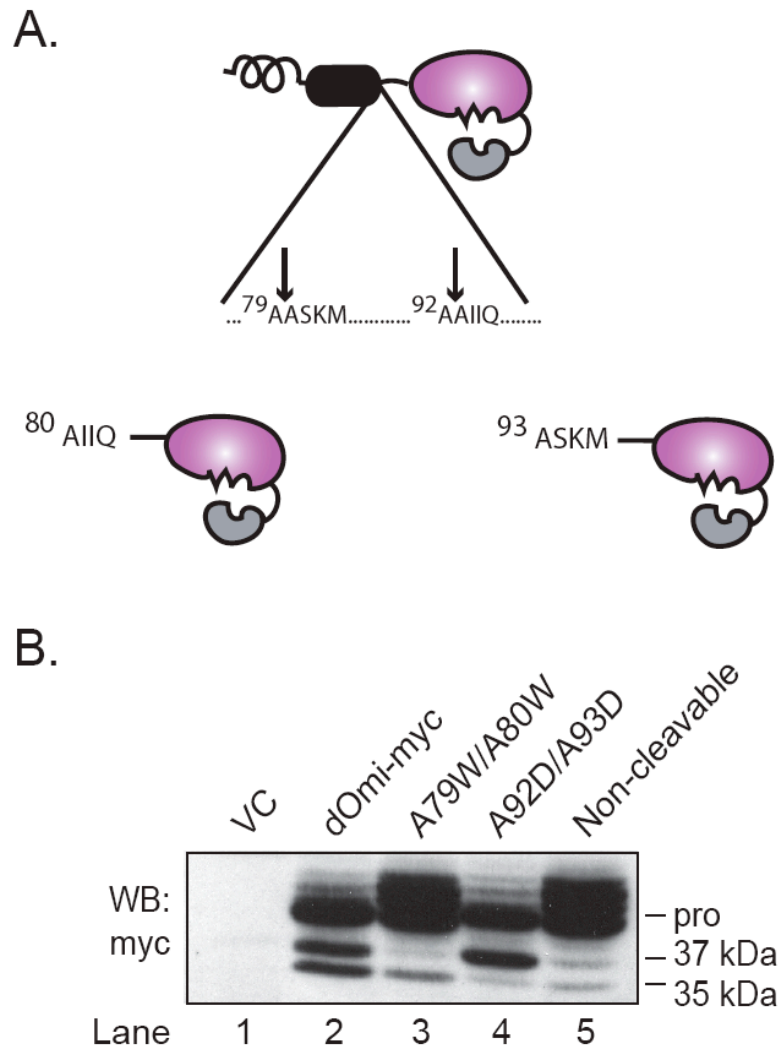 A.
...⁷⁹AASKM...........⁹²AAIIQ........
⁸⁰ AIIQ
⁹³ ASKM
B.
VC
dOmi-myc
A79W/A80W
A92D/A93D
Non-cleavable
WB:
myc
pro
37 kDa
35 kDa
Lane 1 2 3 4 5